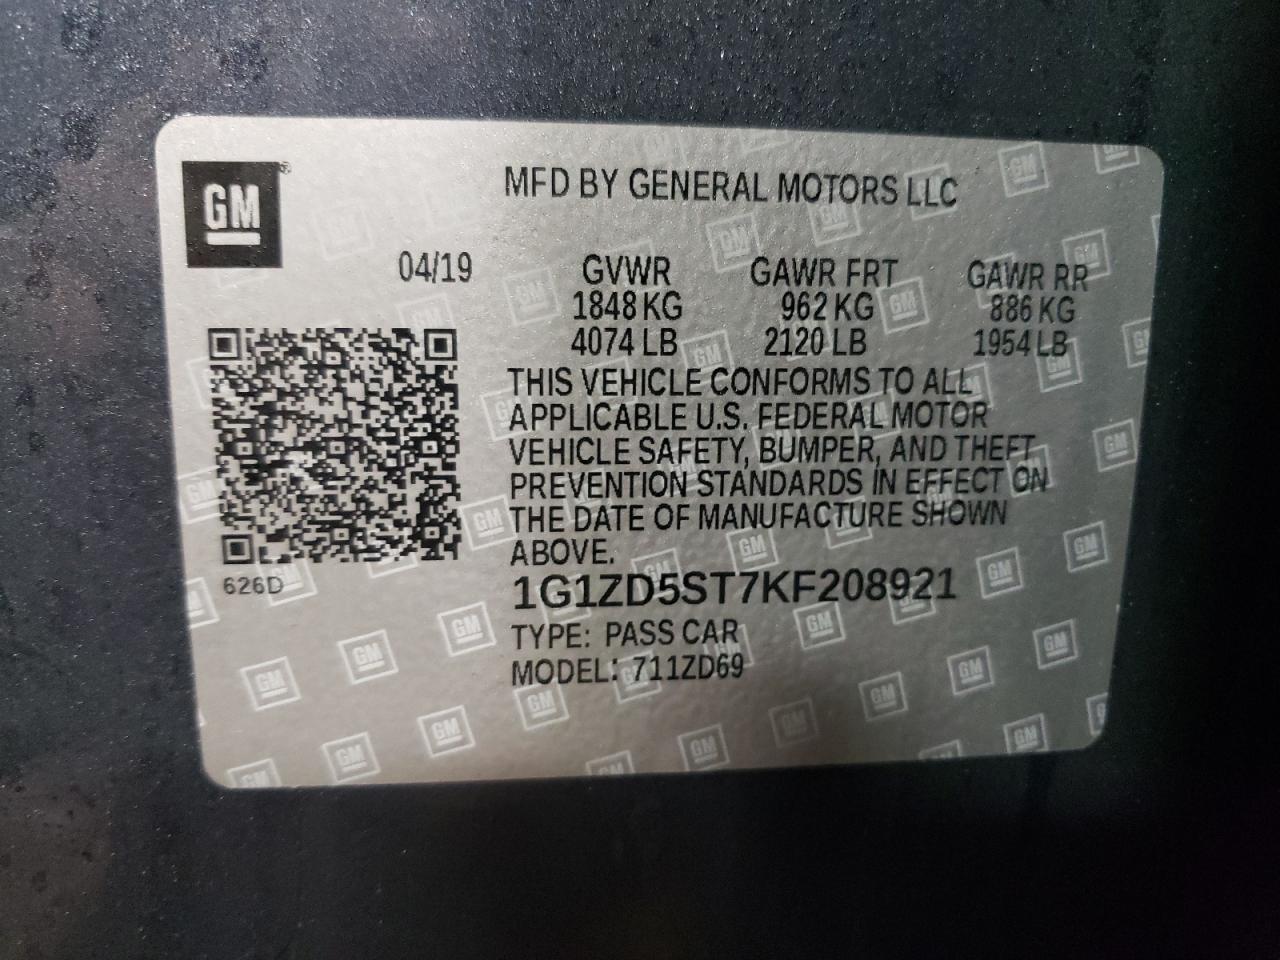 GM®
MFD BY GENERAL MOTORS LLC
04/19
GVWR GAWR FRT GAWR RR
1848 KG 962 KG 886 KG
4074 LB 2120 LB 1954 LB
THIS VEHICLE CONFORMS TO ALL
APPLICABLE U.S. FEDERAL MOTOR
VEHICLE SAFETY, BUMPER, AND THEFT
PREVENTION STANDARDS IN EFFECT ON
THE DATE OF MANUFACTURE SHOWN
ABOVE.
626D
1G1ZD5ST7KF208921
TYPE: PASS CAR
MODEL: 711ZD69